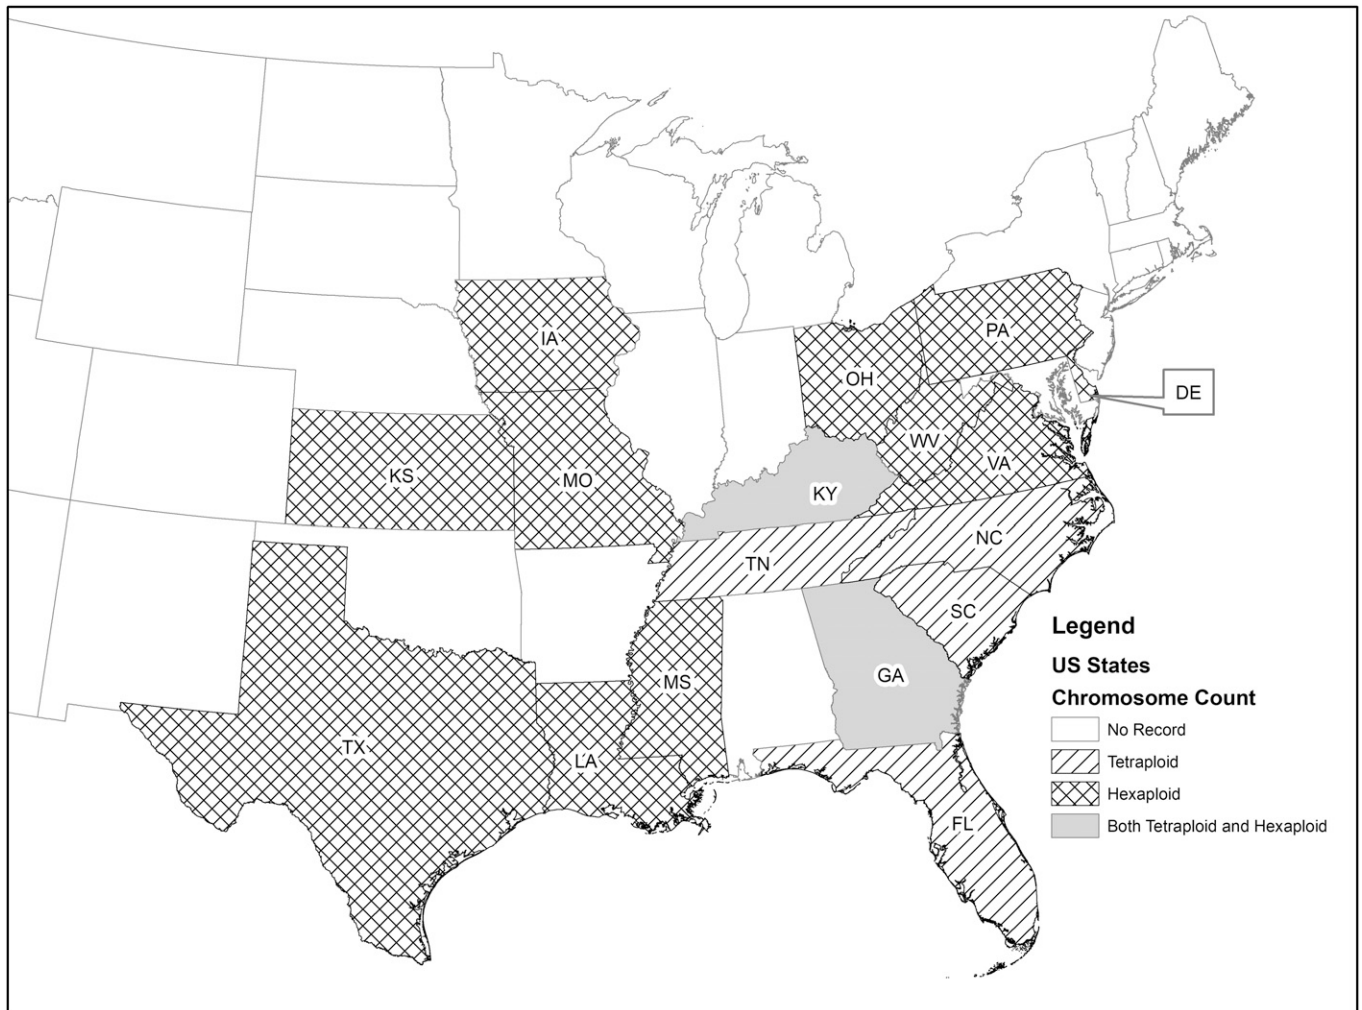 IA
PA
OH
DE
WV
VA
KS
MO
KY
NC
TN
SC
MS
GA
TX
LA
FL
Legend
US States
Chromosome Count
No Record
Tetraploid
Hexaploid
Both Tetraploid and Hexaploid